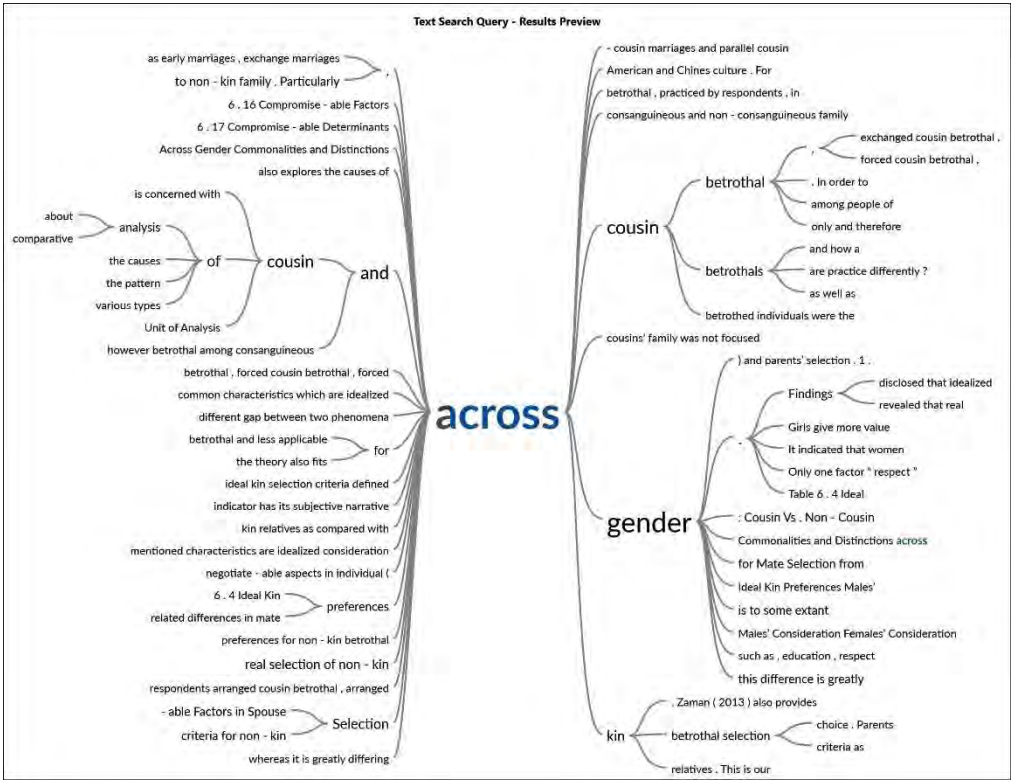 Text Search Query - Results Preview
as early marriages , exchange marriages
to non - kin family . Particularly
,
6 . 16 Compromise - able Factors
6 . 17 Compromise - able Determinants
Across Gender Commonalities and Distinctions
also explores the causes of
is concerned with
about
comparative
analysis
the causes
the pattern
various types
of
Unit of Analysis
cousin
however betrothal among consanguineous
and
betrothal , forced cousin betrothal , forced
common characteristics which are idealized
different gap between two phenomena
betrothal and less applicable
the theory also fits
for
ideal kin selection criteria defined
indicator has its subjective narrative
kin relatives as compared with
mentioned characteristics are idealized consideration
negotiate - able aspects in individual (
6 . 4 Ideal Kin
related differences in mate
preferences
preferences for non - kin betrothal
real selection of non - kin
respondents arranged cousin betrothal , arranged
- able Factors in Spouse
criteria for non - kin
Selection
whereas it is greatly differing
across
- cousin marriages and parallel cousin
American and Chines culture . For
betrothal , practiced by respondents , in
consanguineous and non - consanguineous family
cousin
betrothal
,
exchanged cousin betrothal ,
forced cousin betrothal ,
. In order to
among people of
only and therefore
betrothals
and how a
are practice differently ?
as well as
betrothed individuals were the
cousins' family was not focused
gender
) and parents' selection . 1 .
.
Findings
disclosed that idealized
revealed that real
Girls give more value
It indicated that women
Only one factor " respect "
Table 6 . 4 Ideal
: Cousin Vs . Non - Cousin
Commonalities and Distinctions across
for Mate Selection from
Ideal Kin Preferences Males'
is to some extant
Males' Consideration Females' Consideration
such as , education , respect
this difference is greatly
kin
. Zaman ( 2013 ) also provides
betrothal selection
choice . Parents
criteria as
relatives . This is our